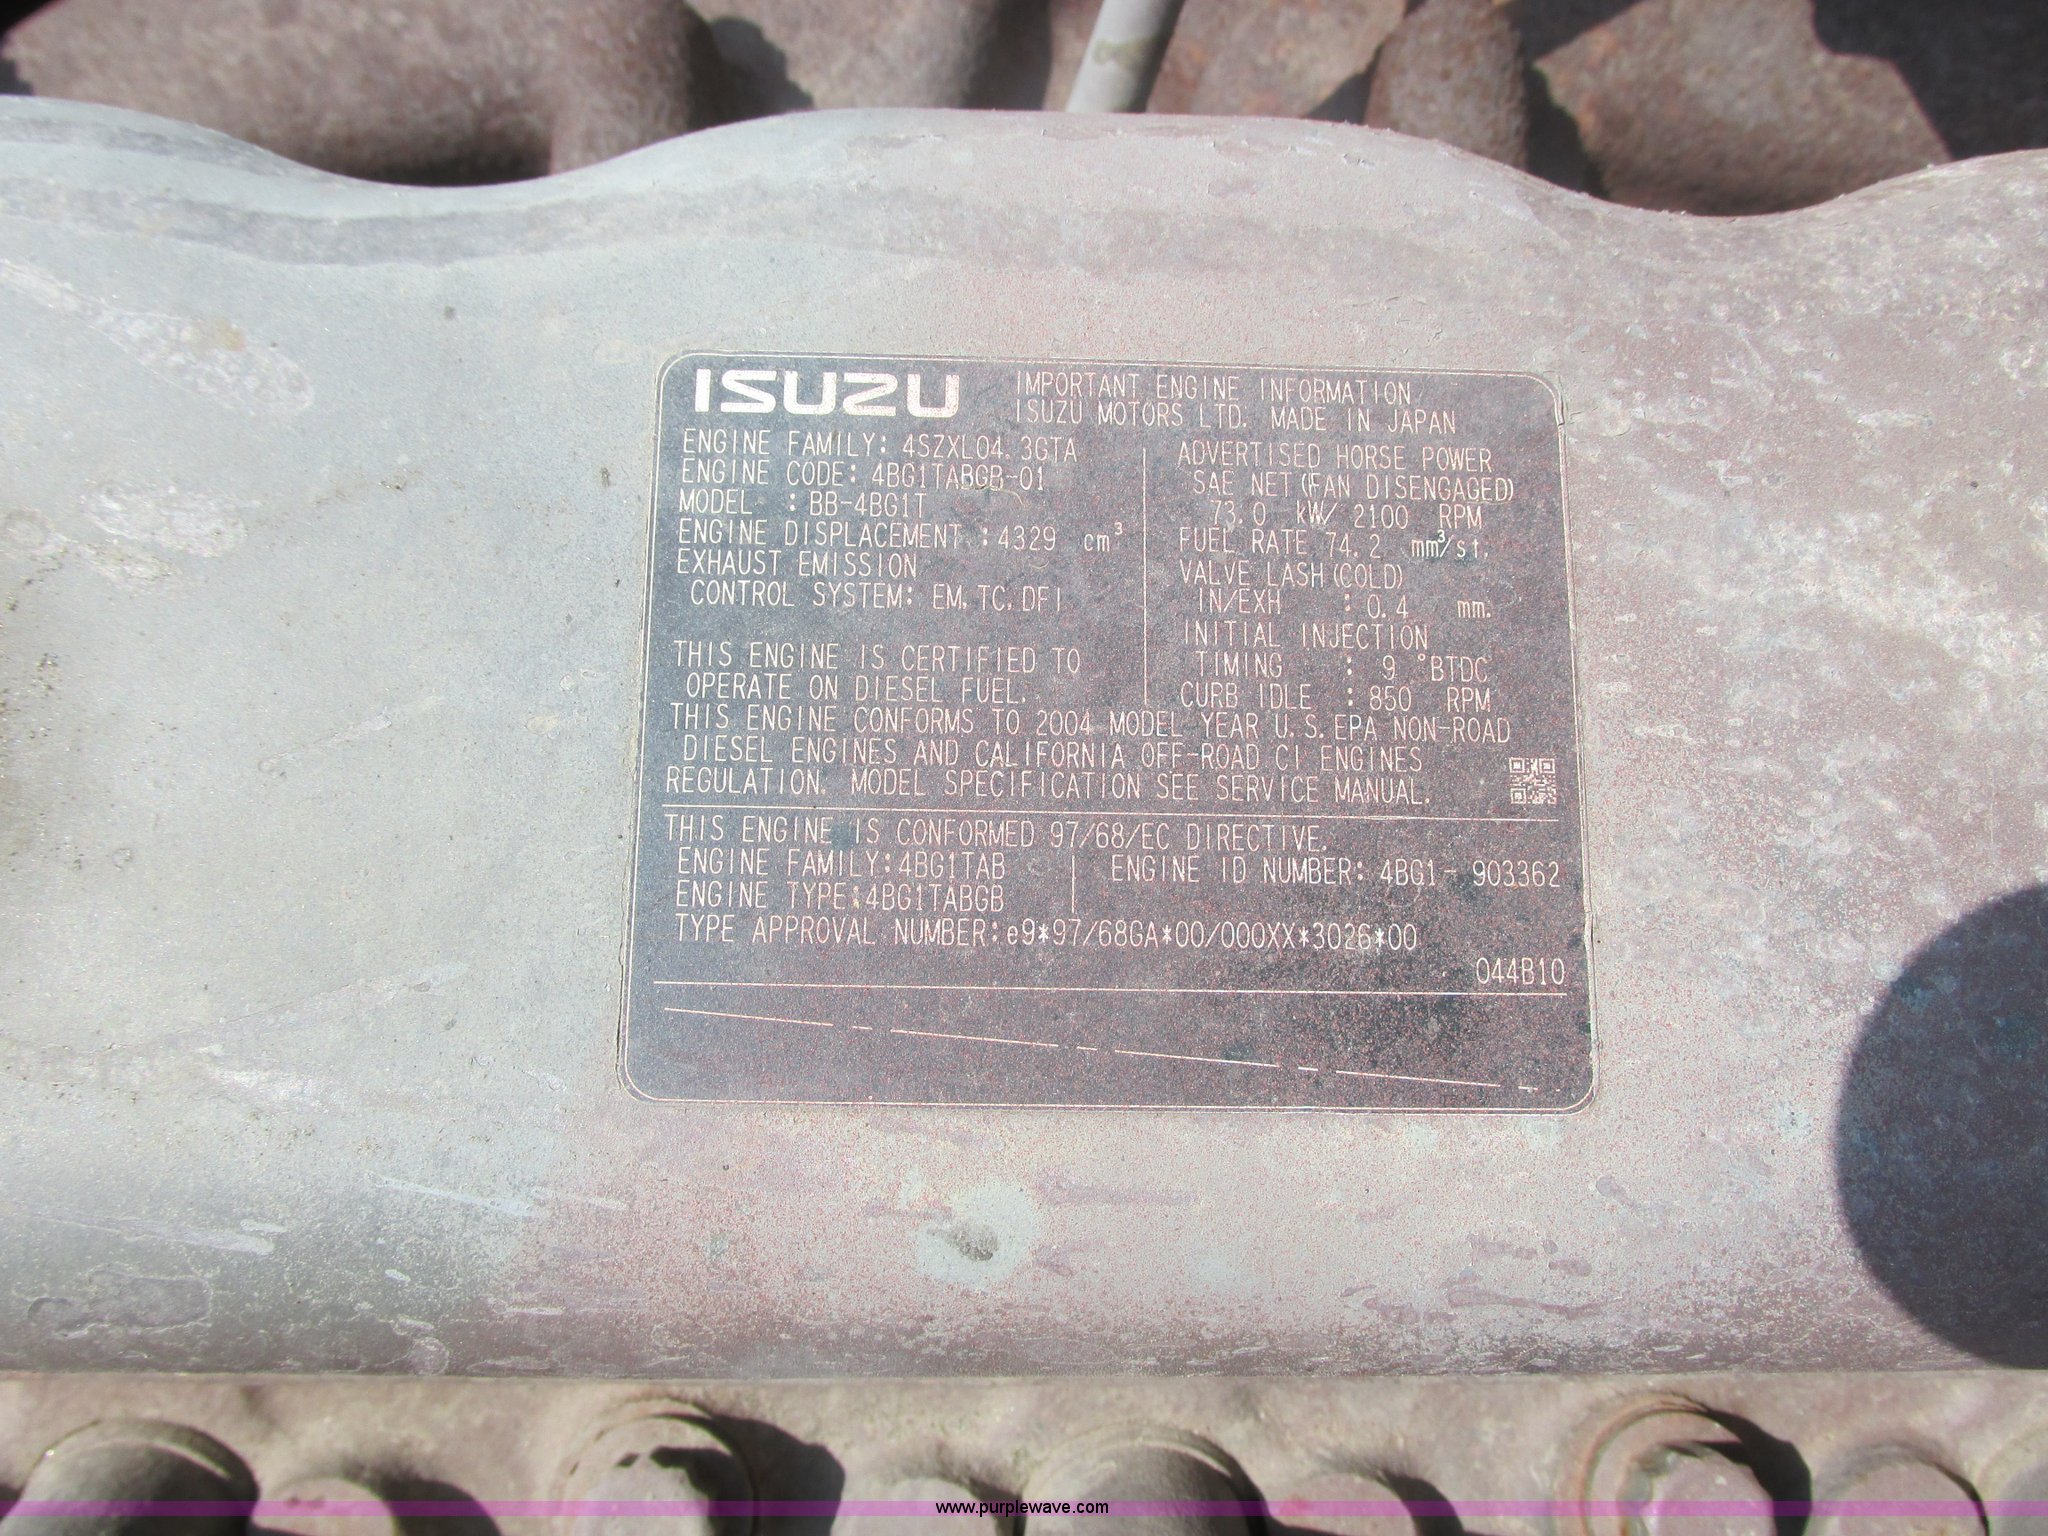 ISUZU IMPORTANT ENGINE INFORMATION
ISUZU MOTORS LTD. MADE IN JAPAN
ENGINE FAMILY: 4SZXL04.3GTA
ENGINE CODE: 4BG1TABGB-01
MODEL : BB-4BG1T
ENGINE DISPLACEMENT :4329 cm³
EXHAUST EMISSION
CONTROL SYSTEM: EM, TC, DFI
THIS ENGINE IS CERTIFIED TO
OPERATE ON DIESEL FUEL.
ADVERTISED HORSE POWER
SAE NET(FAN DISENGAGED)
73.0 kW/ 2100 RPM
FUEL RATE 74.2 mm³/st.
VALVE LASH(COLD)
IN/EXH : 0.4 mm.
INITIAL INJECTION
TIMING : 9 °BTDC
CURB IDLE : 850 RPM
THIS ENGINE CONFORMS TO 2004 MODEL YEAR U.S.EPA NON-ROAD
DIESEL ENGINES AND CALIFORNIA OFF-ROAD CI ENGINES
REGULATION. MODEL SPECIFICATION SEE SERVICE MANUAL.
THIS ENGINE IS CONFORMED 97/68/EC DIRECTIVE.
ENGINE FAMILY:4BG1TAB
ENGINE TYPE:4BG1TABGB
ENGINE ID NUMBER: 4BG1- 903362
TYPE APPROVAL NUMBER:e9*97/68GA*00/000XX*3026*00
044B10
www.purplewave.com